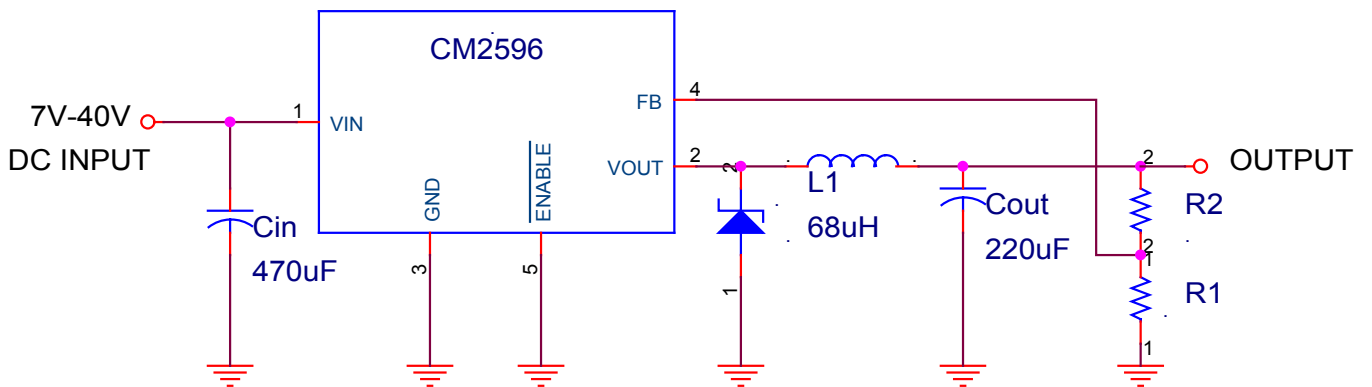 CM2596
7V-40V
DC INPUT
1
VIN
GND
3
ENABLE
5
FB
4
VOUT
2
Cin
470uF
2
1
L1
68uH
Cout
220uF
2
OUTPUT
R2
2
1
R1
1